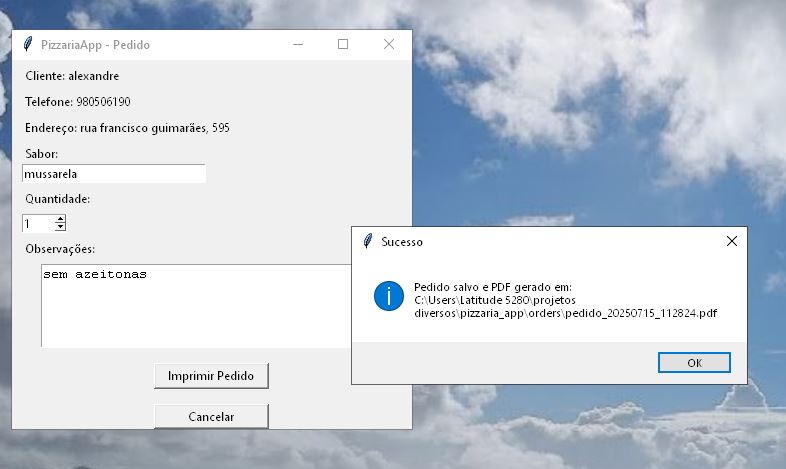 PizzariaApp - Pedido
Cliente: alexandre
Telefone: 980506190
Endereço: rua francisco guimarães, 595
Sabor:
mussarela
Quantidade:
1
Observações:
sem azeitonas
Imprimir Pedido
Cancelar
Sucesso
Pedido salvo e PDF gerado em:
C:\Users\Latitude 5280\projetos
diversos\pizzaria_app\orders\pedido_20250715_112824.pdf
OK